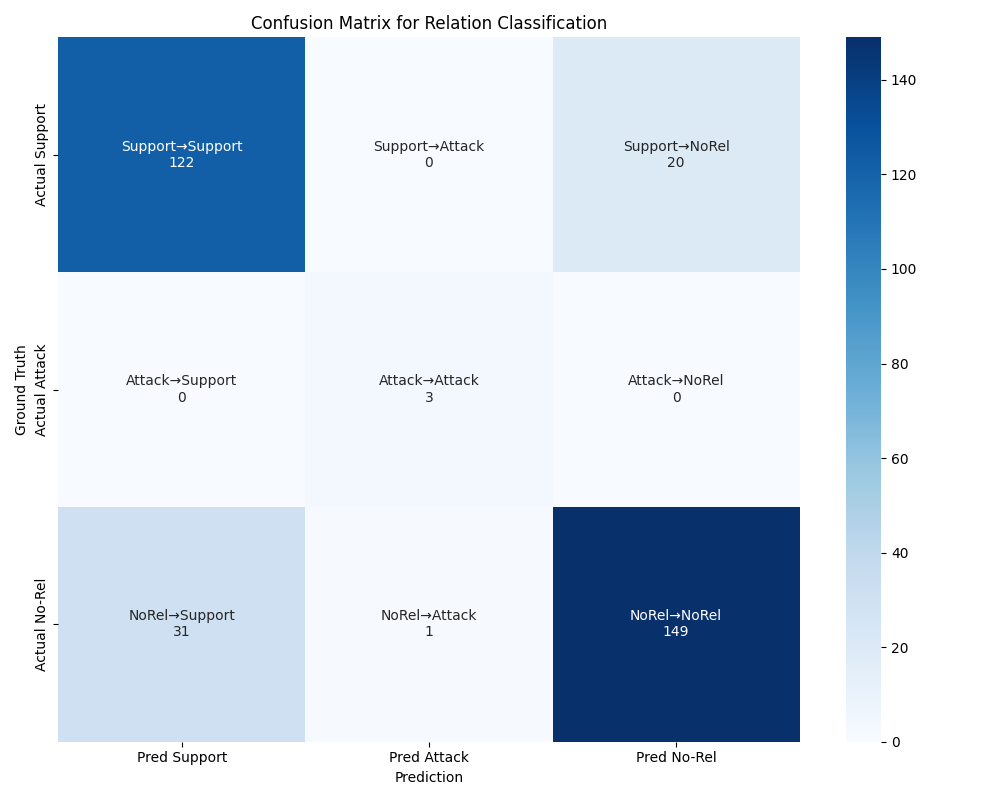 Confusion Matrix for Relation Classification
Ground Truth
Actual Support
Support→Support
122
Support→Attack
0
Support→NoRel
20
Actual Attack
Attack→Support
0
Attack→Attack
3
Attack→NoRel
0
Actual No-Rel
NoRel→Support
31
NoRel→Attack
1
NoRel→NoRel
149
Pred Support
Pred Attack
Pred No-Rel
Prediction
140
120
100
80
60
40
20
0